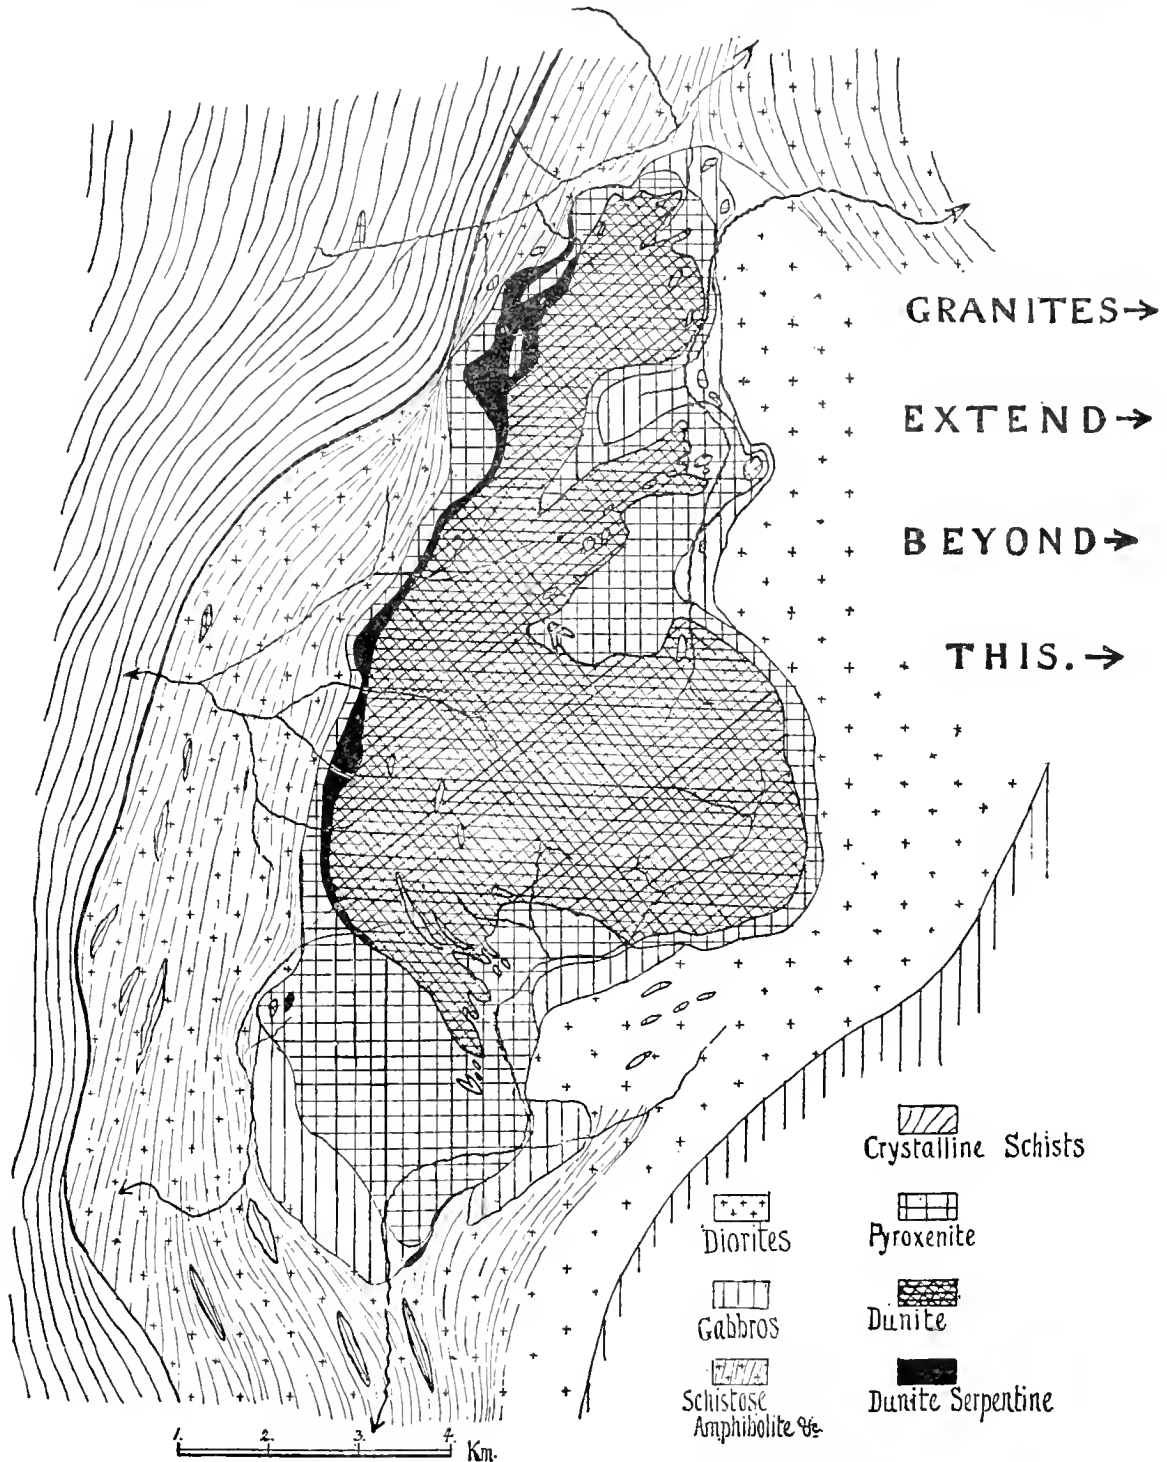 GRANITES→
EXTEND→
BEYOND→
THIS.→
Crystalline Schists
Diorites
Pyroxenite
Gabbros
Dunite
Schistose
Amphibolite &c
Dunite Serpentine
1. 2. 3. 4. Km.